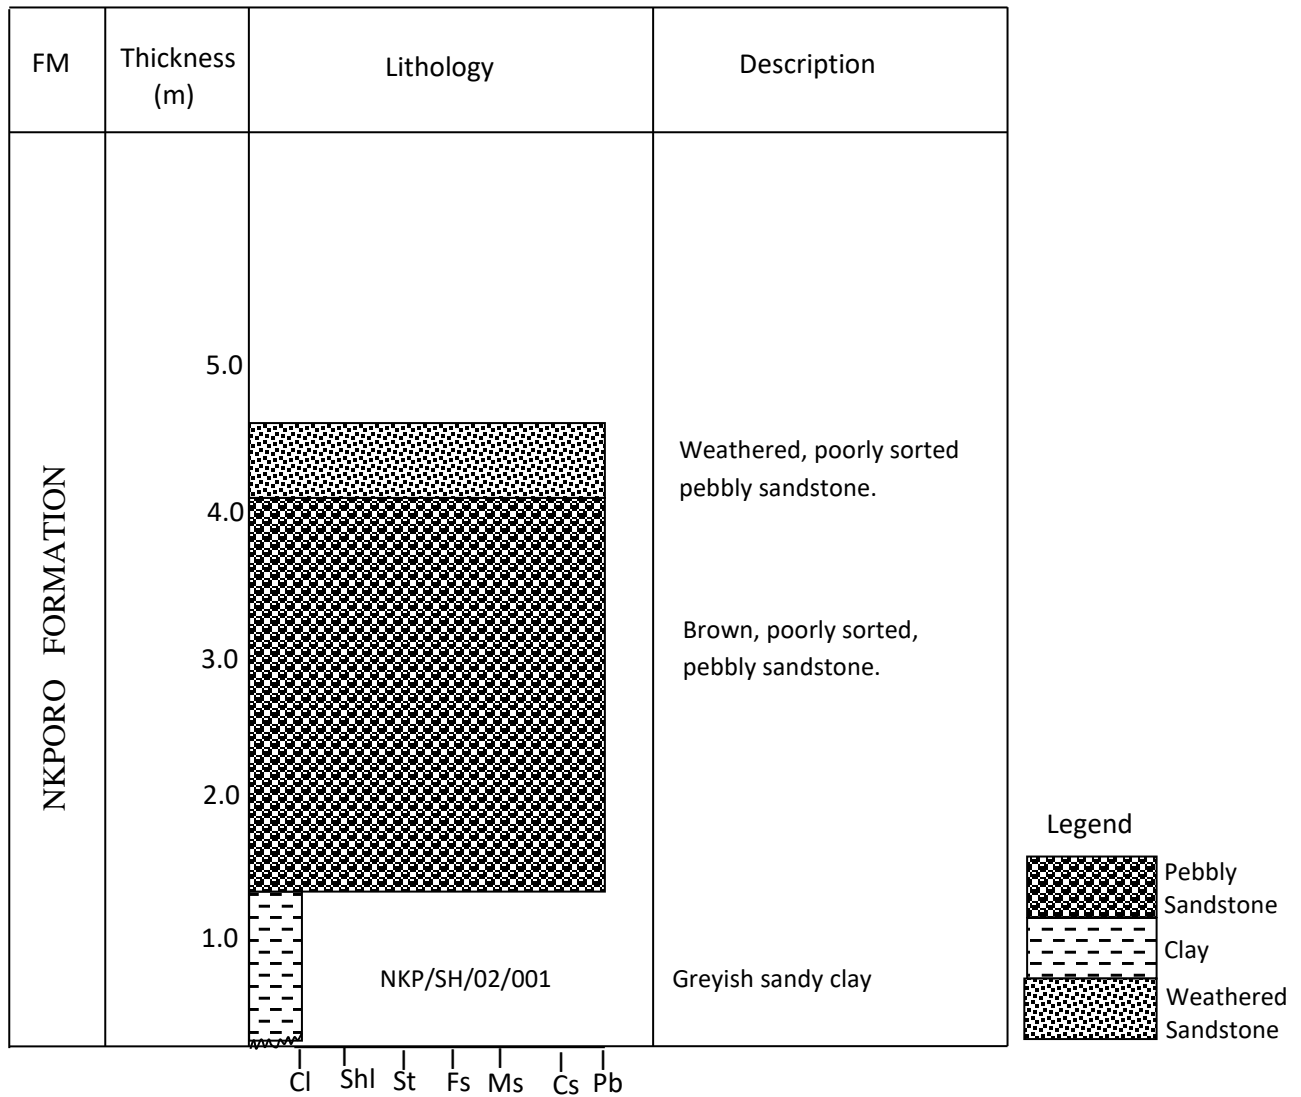 FM
Thickness
(m)
Lithology
Description
NKPORO FORMATION
5.0
4.0
3.0
2.0
1.0
Weathered, poorly sorted
pebbly sandstone.
Brown, poorly sorted,
pebbly sandstone.
NKP/SH/02/001
Greyish sandy clay
Cl Shl St Fs Ms Cs Pb
Legend
Pebbly
Sandstone
Clay
Weathered
Sandstone